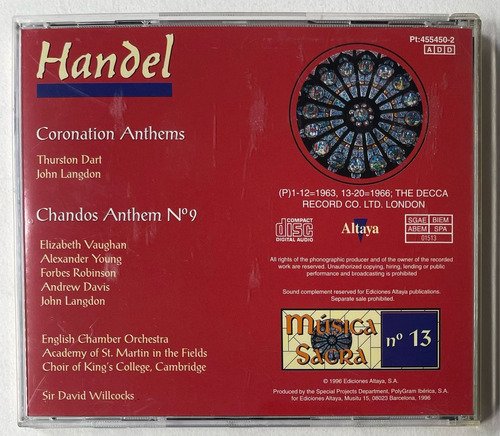 Handel
Coronation Anthems
Thurston Dart
John Langdon
Chandos Anthem Nº9
Elizabeth Vaughan
Alexander Young
Forbes Robinson
Andrew Davis
John Langdon
English Chamber Orchestra
Academy of St. Martin in the Fields
Choir of King's College, Cambridge
Sir David Willcocks
Pt:455450-2
ADD
(P)1-12=1963, 13-20=1966; THE DECCA
RECORD CO. LTD. LONDON
COMPACT
disc
DIGITAL AUDIO
Altaya
SGAE BIEM
ABEM SPA
01513
All rights of the phonographic producer and of the owner of the recorded
work are reserved. Unauthorized copying, hiring, lending or public
performance and broadcasting is prohibited.
Sound complement reserved for Ediciones Altaya publications.
Separate sale prohibited.
Música
Sacra
nº 13
© 1996 Ediciones Altaya, S.A.
Produced by the Special Projects Department, PolyGram Ibérica, S.A.
for Ediciones Altaya, Musitu 15, 08023 Barcelona, 1998